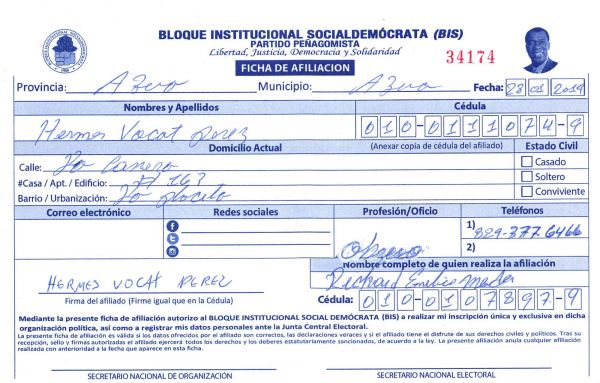 BLOQUE INSTITUCIONAL SOCIALDEMÓCRATA (BIS)
PARTIDO PEÑAGOMISTA
Libertad, Justicia, Democracia y Solidaridad
34174
FICHA DE AFILIACION
Provincia: Azua Municipio: Azua Fecha: 28 01 2019
Nombres y Apellidos Cédula
Hermes Vocat perez 010-0111074-9
Domicilio Actual (Anexar copia de cédula del afiliado) Estado Civil
Calle: Casado
#Casa / Apt. / Edificio: # 167 Soltero
Barrio / Urbanización: La placeta Conviviente
Correo electrónico Redes sociales Profesión/Oficio Teléfonos
1) 829-377-6466
2)
Obrero
Nombre completo de quien realiza la afiliación
HERMES VOCAT PEREZ Richard
Firma del afiliado (Firme igual que en la Cédula) Cédula: 010-0107897-9
Mediante la presente ficha de afiliación autorizo al BLOQUE INSTITUCIONAL SOCIAL DEMÓCRATA (BIS) a realizar mi inscripción única y exclusiva en dicha
organización política, así como a registrar mis datos personales ante la Junta Central Electoral.
La presente ficha de afiliación es válida si los datos ofrecidos por el afiliado son correctos, las declaraciones veraces y si el afiliado tiene el disfrute de sus derechos civiles y políticos. Tras su
recepción, sello y firmas autorizadas el afiliado ejercerá todos los derechos y los deberes estatutariamente sancionados, de acuerdo a la ley. La presente afiliación anula cualquier afiliación
realizada con anterioridad a la fecha que aparece en esta ficha.
SECRETARIO NACIONAL DE ORGANIZACIÓN SECRETARIO NACIONAL ELECTORAL